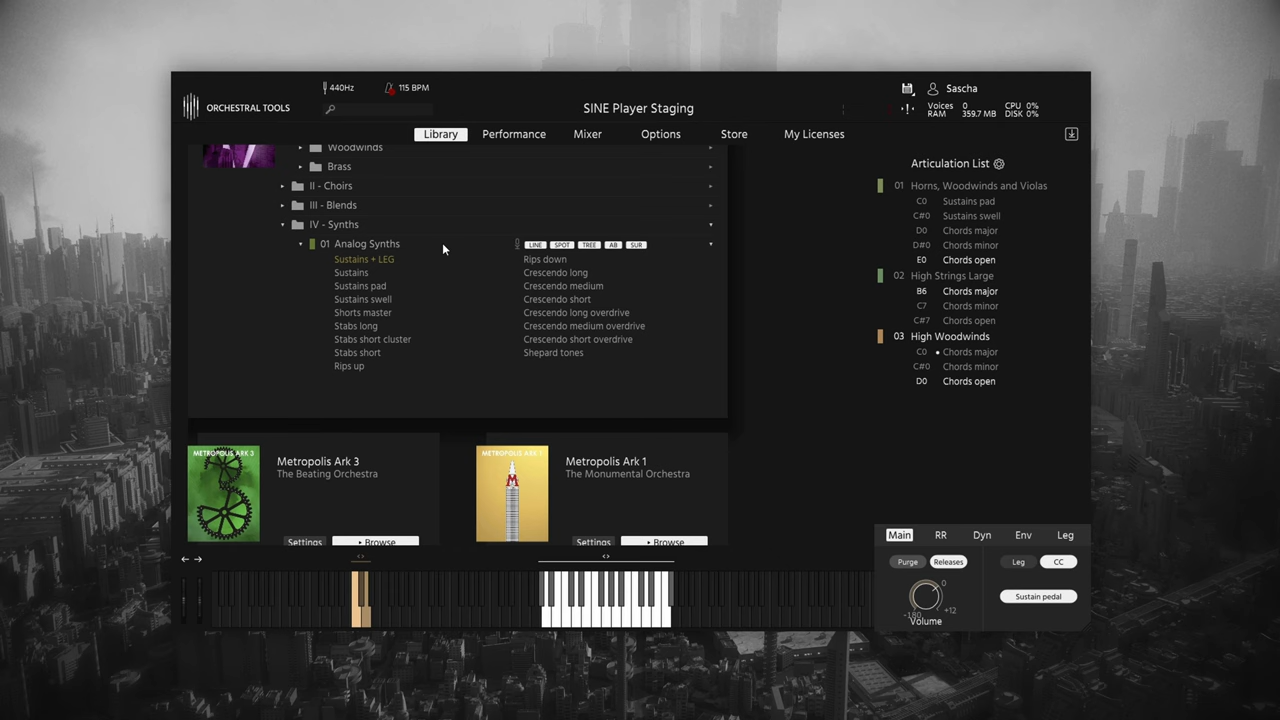 440Hz
115 BPM
Sascha
ORCHESTRAL TOOLS
SINE Player Staging
Voices 0
RAM 359.7 MB
CPU 0%
DISK 0%
Library
Performance
Mixer
Options
Store
My Licenses
Woodwinds
Brass
II - Choirs
III - Blends
IV - Synths
01 Analog Synths
LINE
SPOT
TREE
AB
SUR
Sustains + LEG
Sustains
Sustains pad
Sustains swell
Shorts master
Stabs long
Stabs short cluster
Stabs short
Rips up
Rips down
Crescendo long
Crescendo medium
Crescendo short
Crescendo long overdrive
Crescendo medium overdrive
Crescendo short overdrive
Shepard tones
METROPOLIS ARK 3
Metropolis Ark 3
The Beating Orchestra
Settings
Browse
METROPOLIS ARK 1
M
Metropolis Ark 1
The Monumental Orchestra
Settings
Browse
Articulation List
01 Horns, Woodwinds and Violas
C0 Sustains pad
C#0 Sustains swell
D0 Chords major
D#0 Chords minor
E0 Chords open
02 High Strings Large
B6 Chords major
C7 Chords minor
C#7 Chords open
03 High Woodwinds
C0 Chords major
C#0 Chords minor
D0 Chords open
Main
RR
Dyn
Env
Leg
Purge
Releases
Leg
CC
Sustain pedal
0
-180
+12
Volume